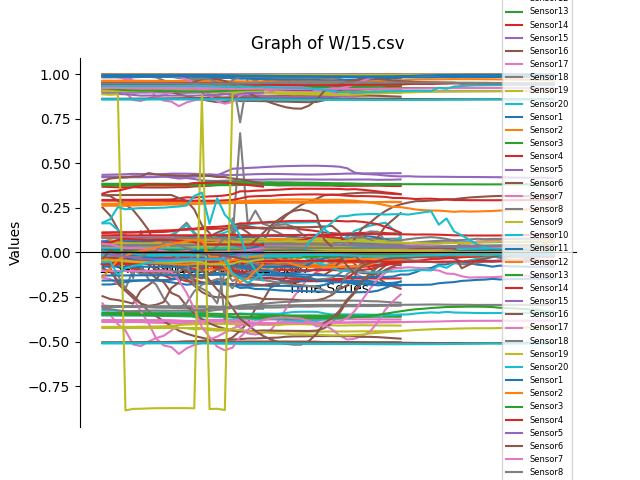 Graph of W/15.csv
Values
1.00
0.75
0.50
0.25
0.00
−0.25
−0.50
−0.75
Time Series
Sensor13
Sensor14
Sensor15
Sensor16
Sensor17
Sensor18
Sensor19
Sensor20
Sensor1
Sensor2
Sensor3
Sensor4
Sensor5
Sensor6
Sensor7
Sensor8
Sensor9
Sensor10
Sensor11
Sensor12
Sensor13
Sensor14
Sensor15
Sensor16
Sensor17
Sensor18
Sensor19
Sensor20
Sensor1
Sensor2
Sensor3
Sensor4
Sensor5
Sensor6
Sensor7
Sensor8